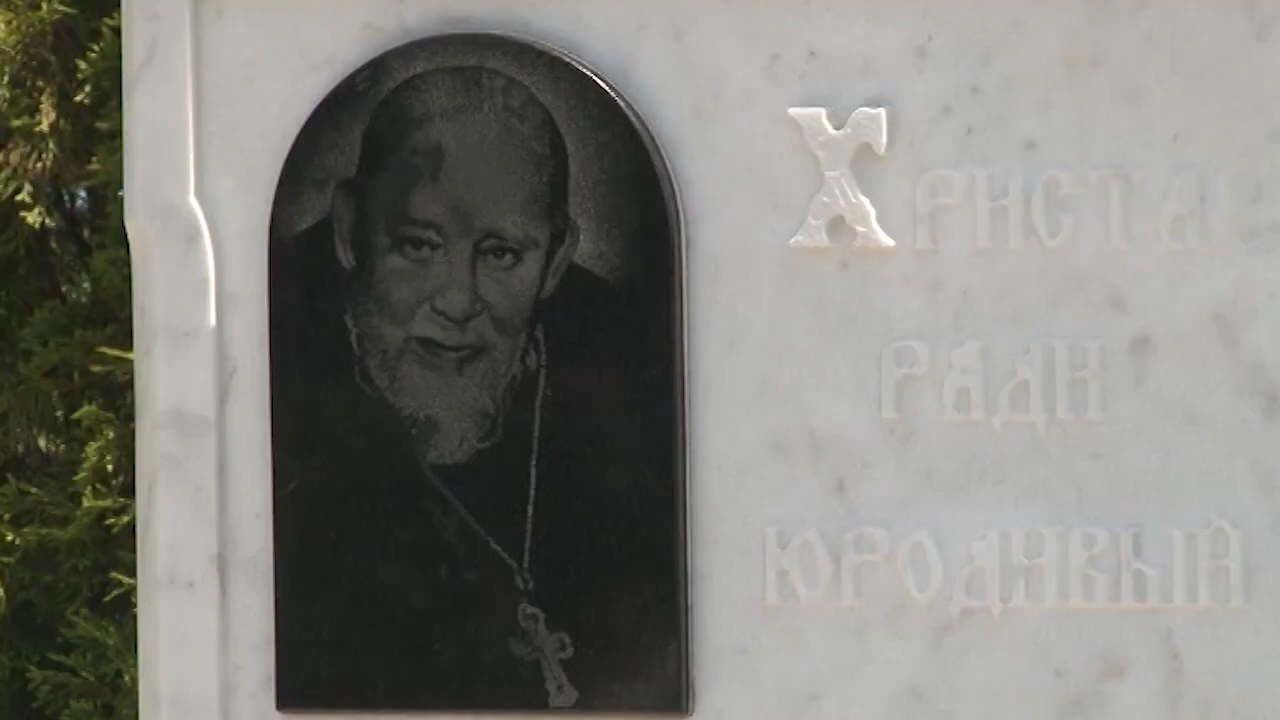 Христа
ради
юродивый